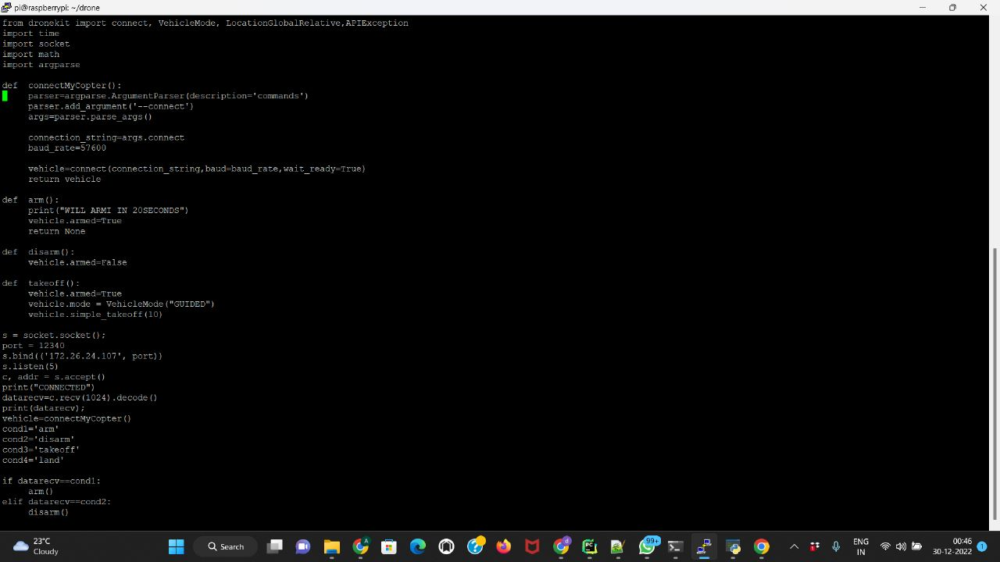 pi@raspberrypi: ~/drone
from dronekit import connect, VehicleMode, LocationGlobalRelative,APIException
import time
import socket
import math
import argparse
def connectMyCopter():
parser=argparse.ArgumentParser(description='commands')
parser.add_argument('--connect')
args=parser.parse_args()
connection_string=args.connect
baud_rate=57600
vehicle=connect(connection_string,baud=baud_rate,wait_ready=True)
return vehicle
def arm():
print("WILL ARMI IN 20SECONDS")
vehicle.armed=True
return None
def disarm():
vehicle.armed=False
def takeoff():
vehicle.armed=True
vehicle.mode = VehicleMode("GUIDED")
vehicle.simple_takeoff(10)
s = socket.socket();
port = 12340
s.bind(('172.26.24.107', port))
s.listen(5)
c, addr = s.accept()
print("CONNECTED")
datarecv=c.recv(1024).decode()
print(datarecv);
vehicle=connectMyCopter()
cond1='arm'
cond2='disarm'
cond3='takeoff'
cond4='land'
if datarecv==cond1:
arm()
elif datarecv==cond2:
disarm()
23°C
Cloudy
Search
A
d
PC
99+
1
ENG
IN
00:46
30-12-2022
1